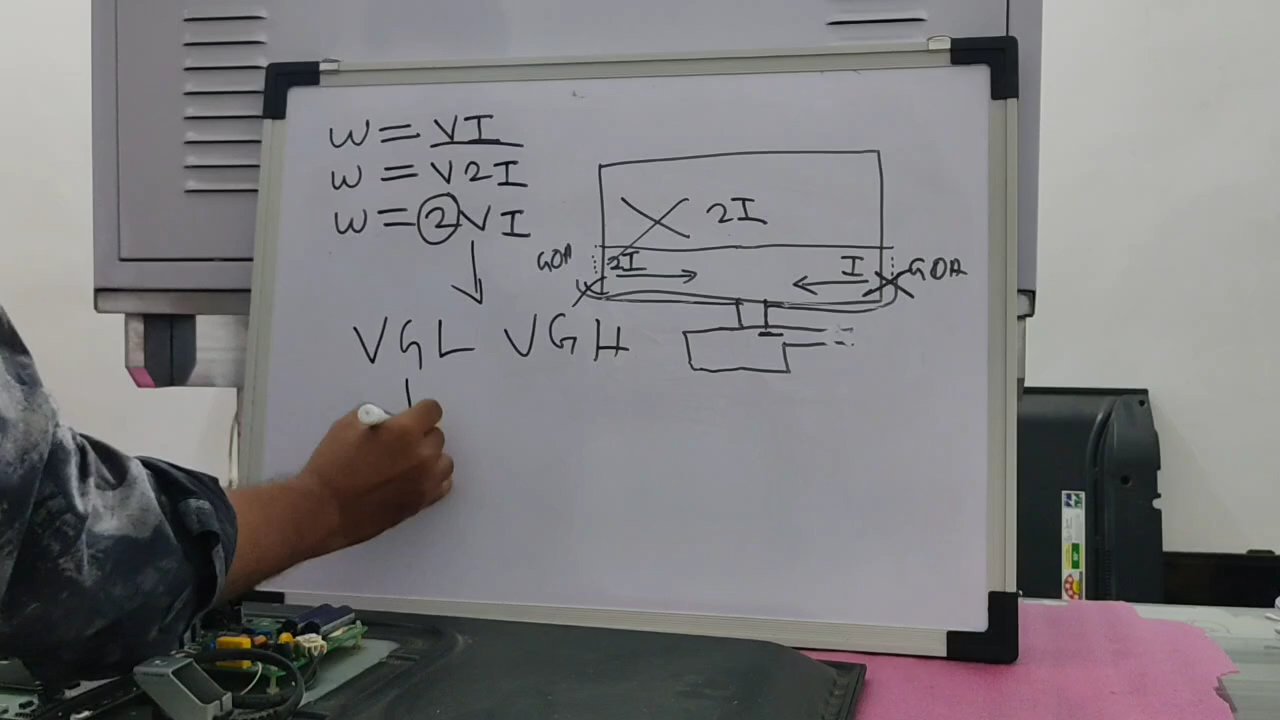 W = VI
W = V2I
W = 2VI
2I
GOA
2I
I
GOA
VGL VGH